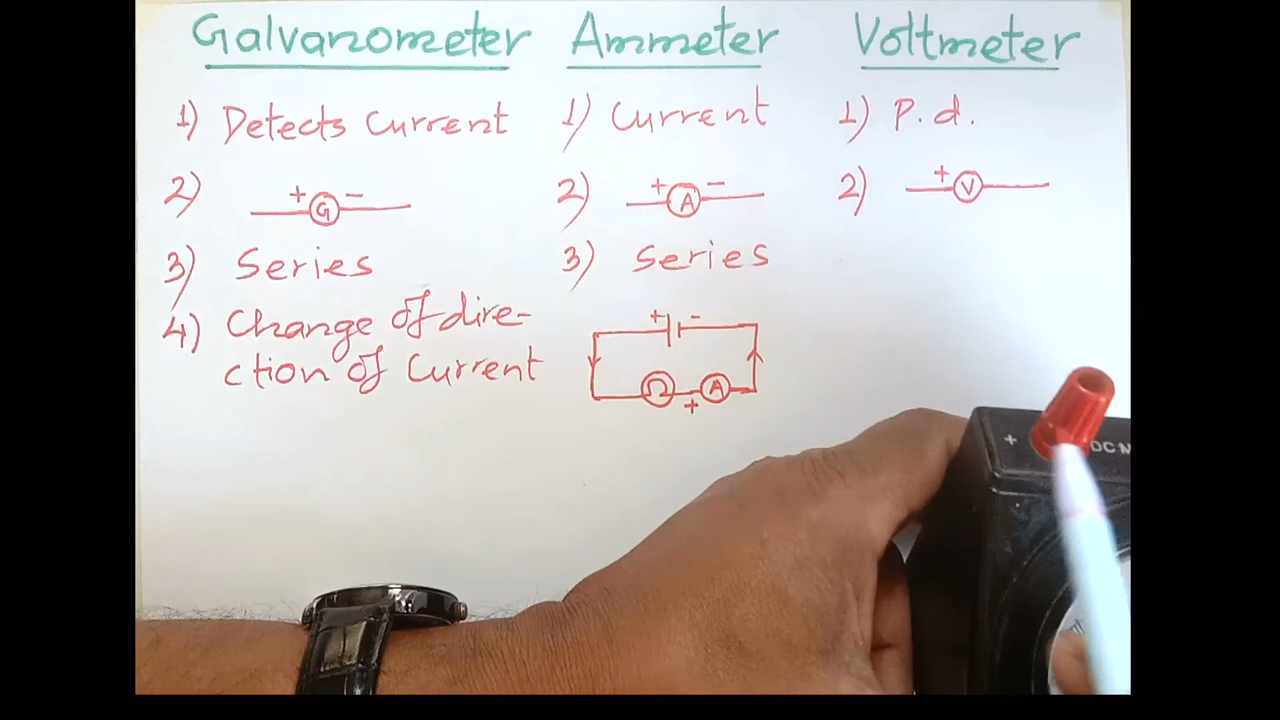 Galvanometer Ammeter Voltmeter
1) Detects Current 1) Current 1) P.d.
2) + G - 2) + A - 2) + V
3) Series 3) Series
4) Change of dire-
ction of Current
+ -
A
+
+ DC M